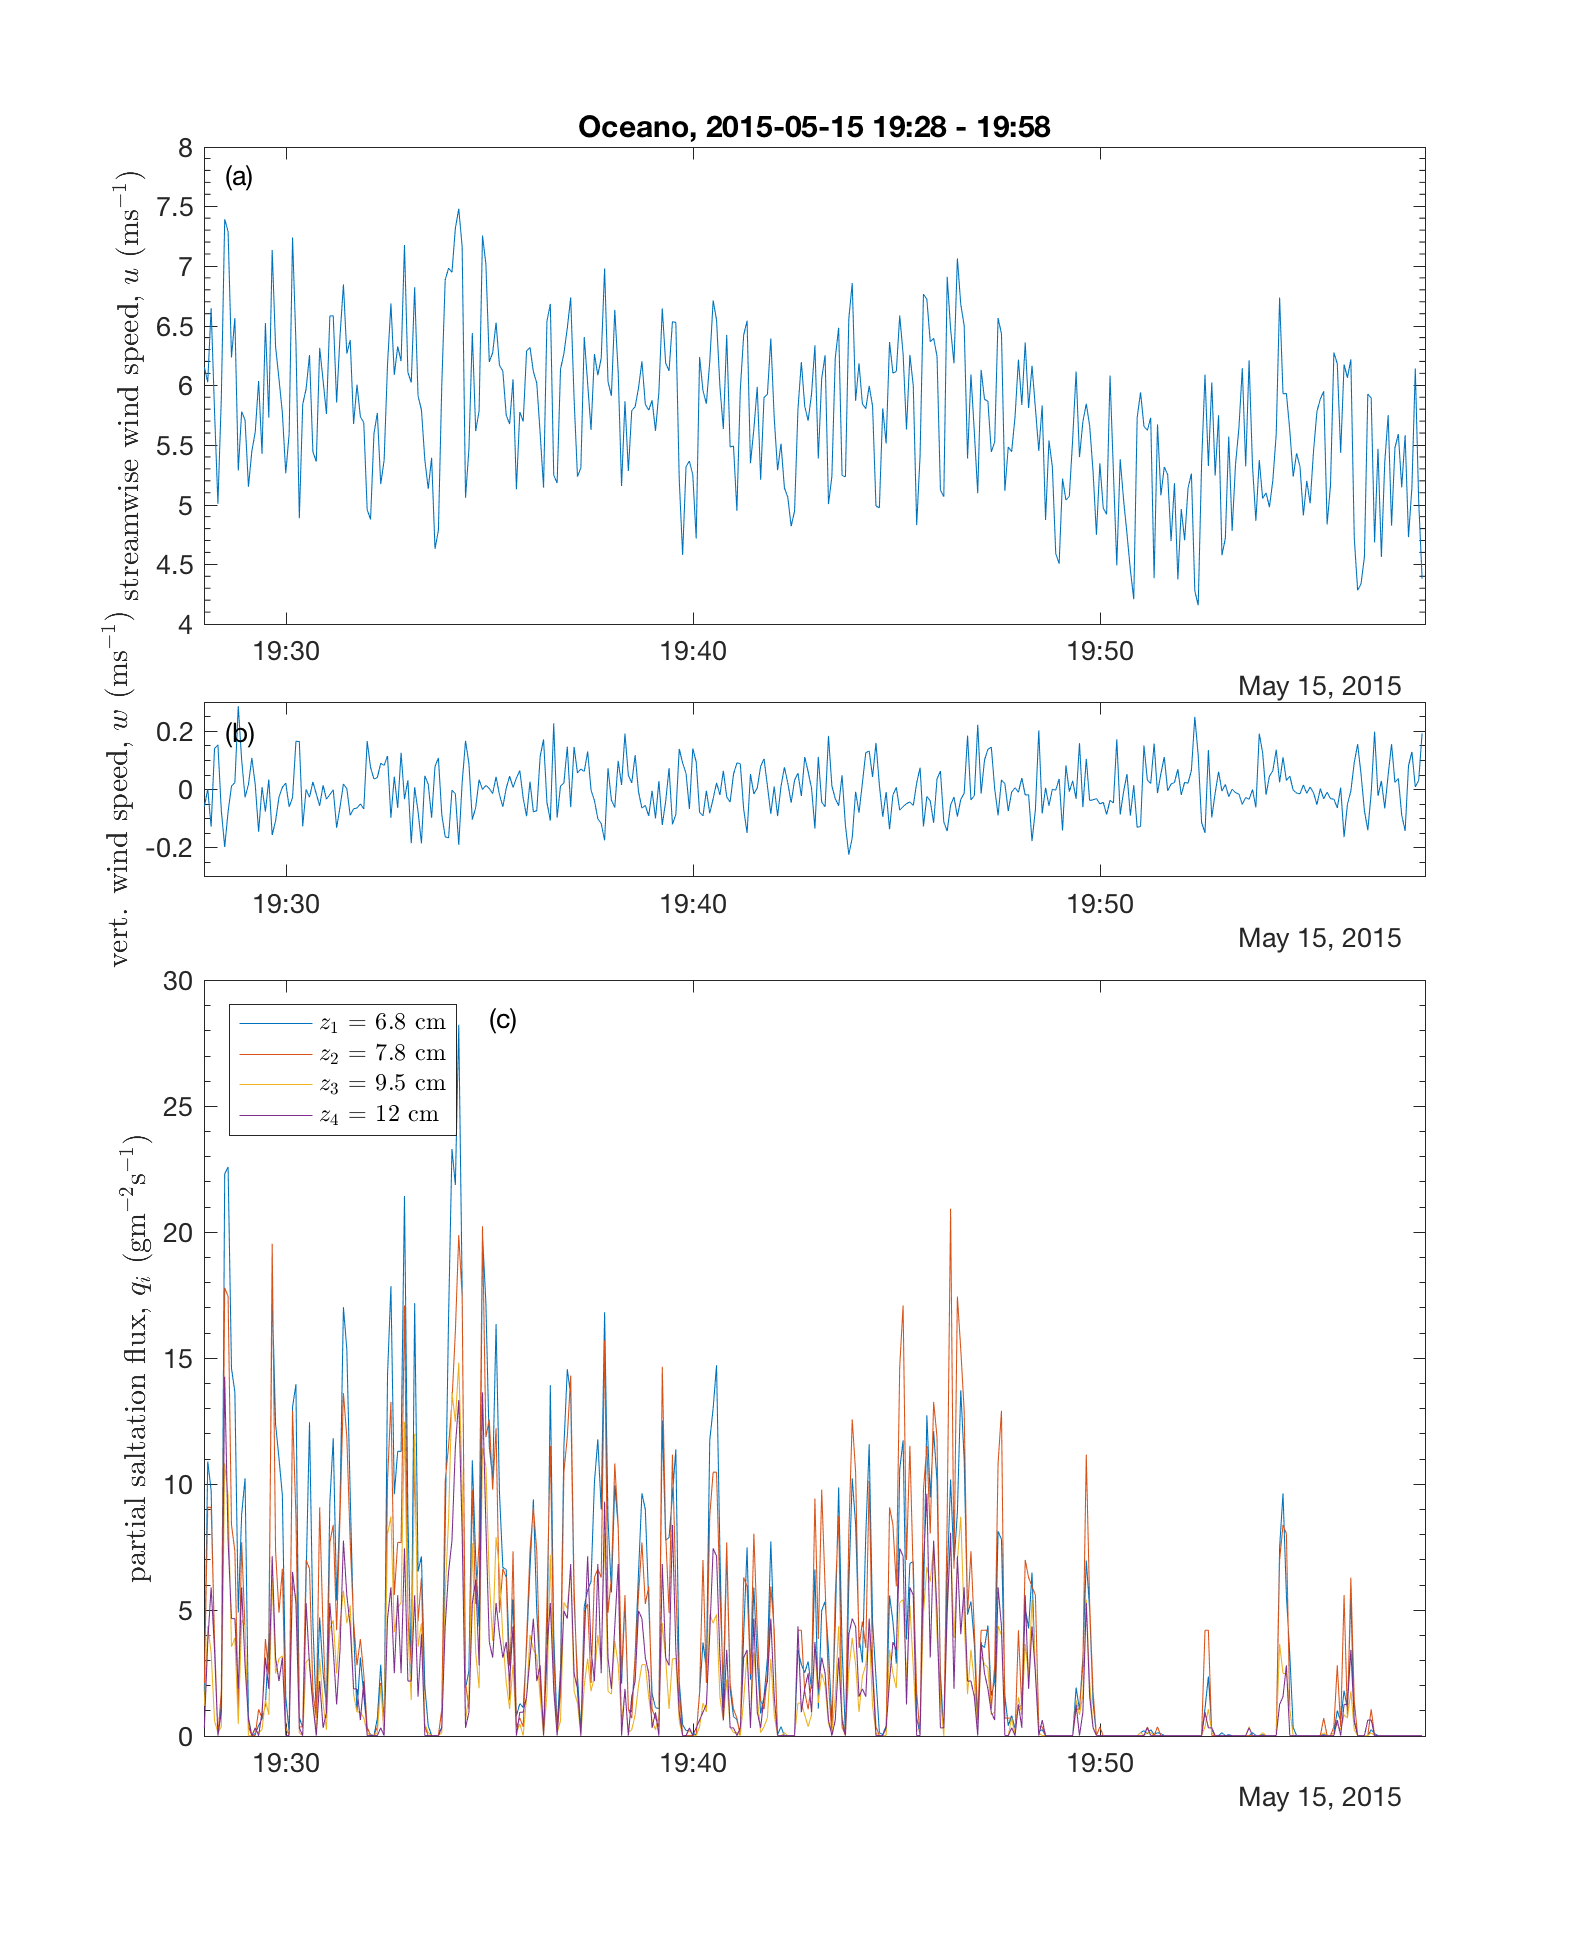 Oceano, 2015-05-15 19:28 - 19:58
(a)
streamwise wind speed, u (ms⁻¹)
8
7.5
7
6.5
6
5.5
5
4.5
4
19:30 19:40 19:50
May 15, 2015
(b)
vert. wind speed, w (ms⁻¹)
0.2
0
-0.2
19:30 19:40 19:50
May 15, 2015
(c)
partial saltation flux, qᵢ (gm⁻²s⁻¹)
30
25
20
15
10
5
0
z₁ = 6.8 cm
z₂ = 7.8 cm
z₃ = 9.5 cm
z₄ = 12 cm
19:30 19:40 19:50
May 15, 2015